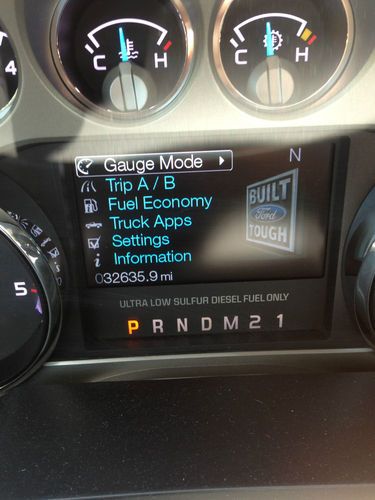 C H
C H
4
Gauge Mode N
Trip A / B
Fuel Economy
BUILT
Ford
TOUGH
Truck Apps
Settings
Information
032635.9 mi
5
ULTRA LOW SULFUR DIESEL FUEL ONLY
P R N D M 2 1